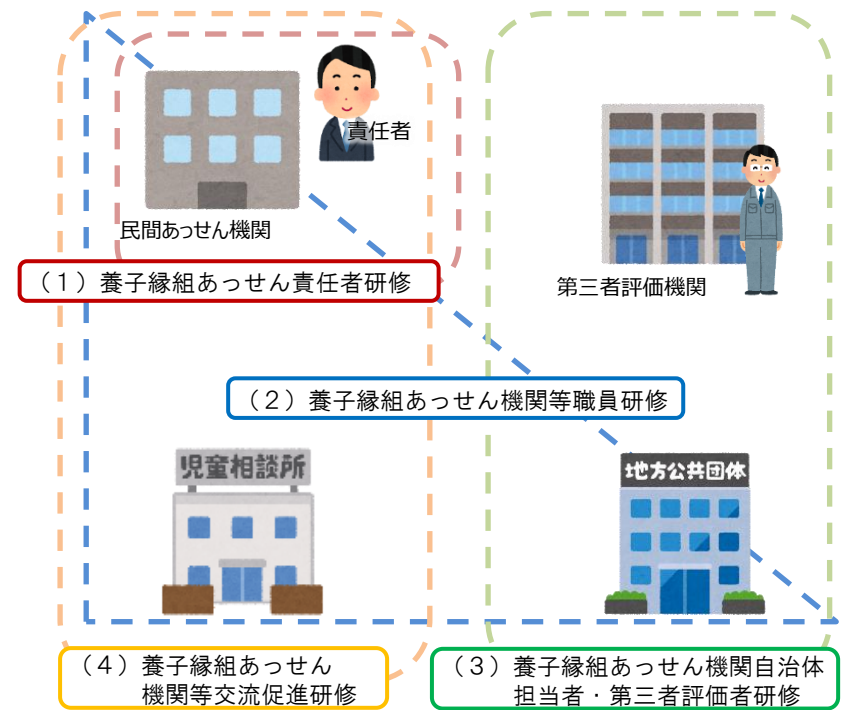 責任者
民間あっせん機関
（１）養子縁組あっせん責任者研修
第三者評価機関
（２）養子縁組あっせん機関等職員研修
児童相談所
地方公共団体
（４）養子縁組あっせん
機関等交流促進研修
（３）養子縁組あっせん機関自治体
担当者・第三者評価者研修